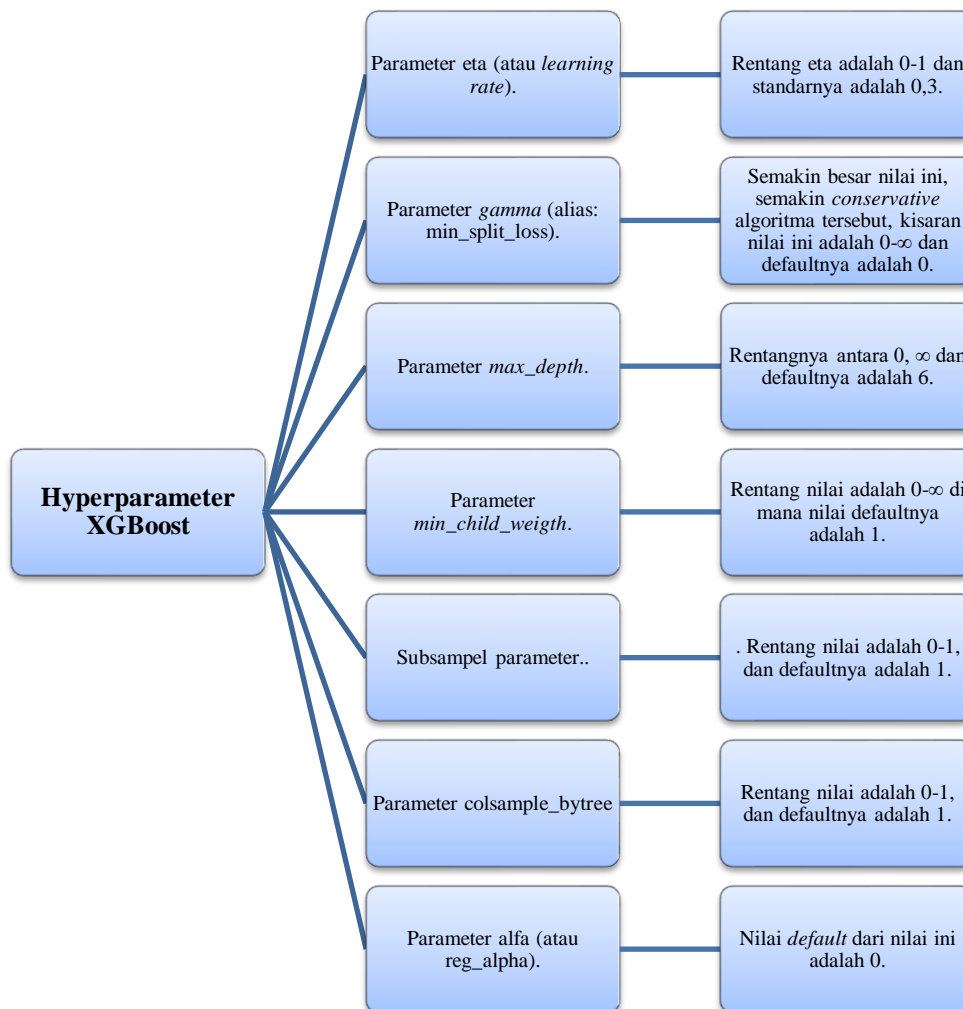 Parameter eta (atau learning
rate).
Rentang eta adalah 0-1 dan
standarnya adalah 0,3.
Parameter gamma (alias:
min_split_loss).
Semakin besar nilai ini,
semakin conservative
algoritma tersebut, kisaran
nilai ini adalah 0-∞ dan
defaultnya adalah 0.
Parameter max_depth.
Rentangnya antara 0, ∞ dan
defaultnya adalah 6.
Hyperparameter
XGBoost
Parameter
min_child_weigth.
Rentang nilai adalah 0-∞ di
mana nilai defaultnya
adalah 1.
Subsampel parameter..
. Rentang nilai adalah 0-1,
dan defaultnya adalah 1.
Parameter colsample_bytree
Rentang nilai adalah 0-1,
dan defaultnya adalah 1.
Parameter alfa (atau
reg_alpha).
Nilai default dari nilai ini
adalah 0.